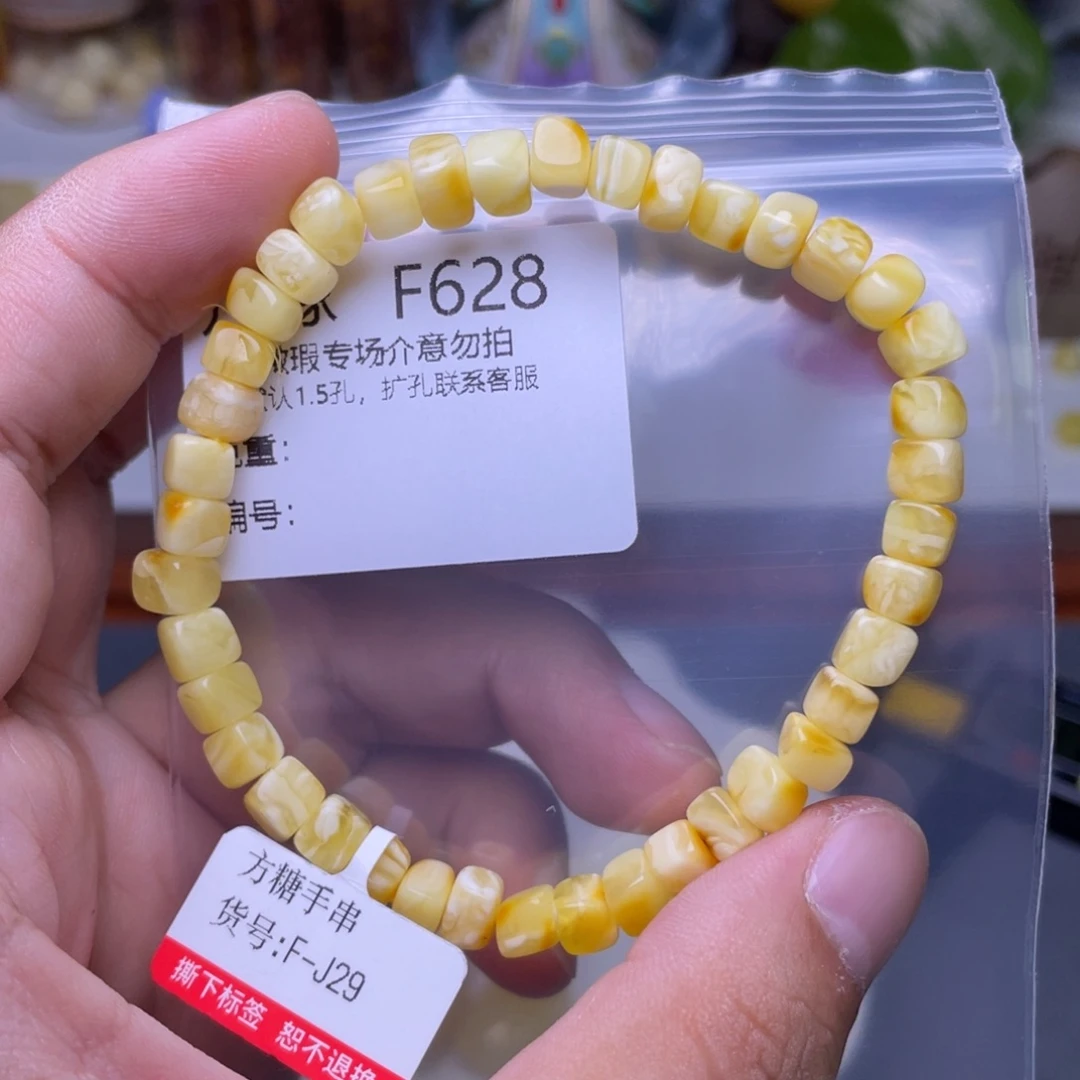 F628
瑕专场介意勿拍
认1.5孔，扩孔联系客服
重：
号：
方糖手串
货号:F-J29
撕下标签 恕不退换